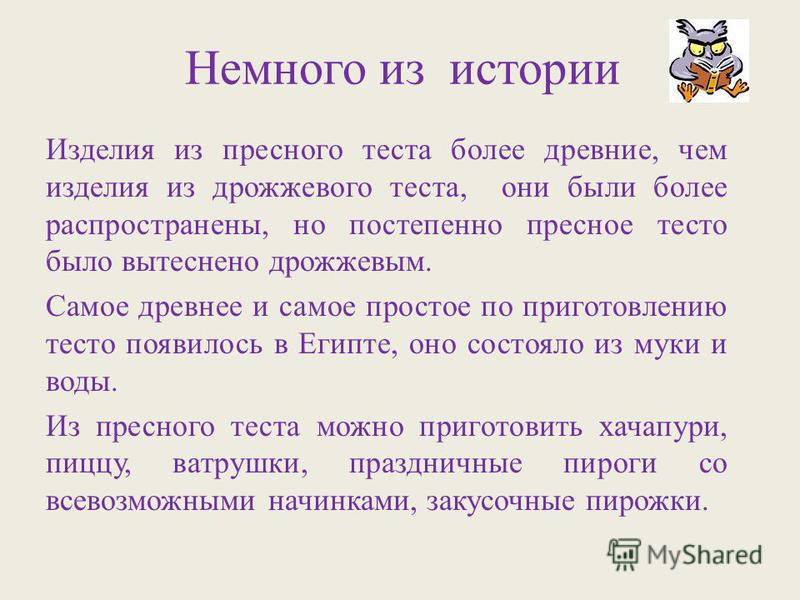 Немного из истории
Изделия из пресного теста более древние, чем
изделия из дрожжевого теста, они были более
распространены, но постепенно пресное тесто
было вытеснено дрожжевым.
Самое древнее и самое простое по приготовлению
тесто появилось в Египте, оно состояло из муки и
воды.
Из пресного теста можно приготовить хачапури,
пиццу, ватрушки, праздничные пироги со
всевозможными начинками, закусочные пирожки.
MyShared